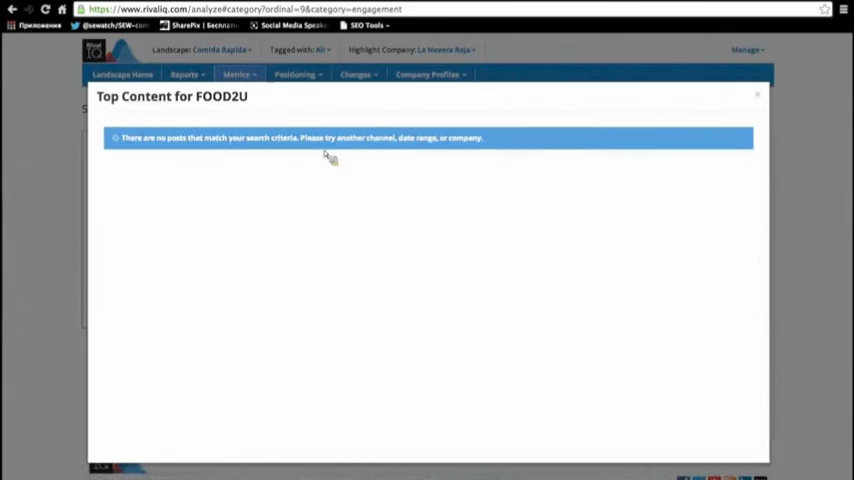 https://www.rivaliq.com/analyze#category?ordinal=9&category=engagement
Приложения @sewatch/SEW-com SharePix | Бесплатн Social Media Speake SEO Tools
Rival IQ
Landscape: Comida Rapida Tagged with: All Highlight Company: La Nevera Roja Manage
Landscape Home Reports Metrics Positioning Changes Company Profiles
Top Content for FOOD2U ×
There are no posts that match your search criteria. Please try another channel, date range, or company.